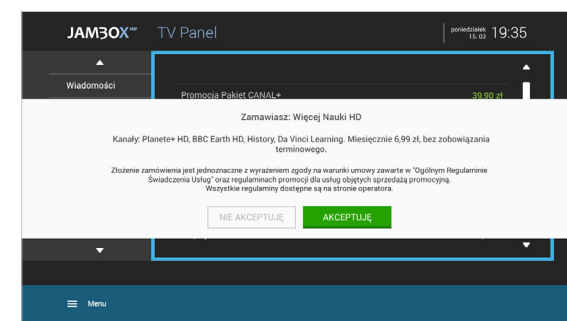 JAMBOX HD TV Panel poniedziałek 15. 03 19:35
Wiadomości
Promocja Pakiet CANAL+ 39,90 zł
Zamawiasz: Więcej Nauki HD
Kanały: Planete+ HD, BBC Earth HD, History, Da Vinci Learning. Miesięcznie 6,99 zł, bez zobowiązania
terminowego.
Złożenie zamówienia jest jednoznaczne z wyrażeniem zgody na warunki umowy zawarte w "Ogólnym Regulaminie
Świadczenia Usług" oraz regulaminach promocji dla usług objętych sprzedażą promocyjną.
Wszystkie regulaminy dostępne są na stronie operatora.
NIE AKCEPTUJĘ AKCEPTUJĘ
Menu